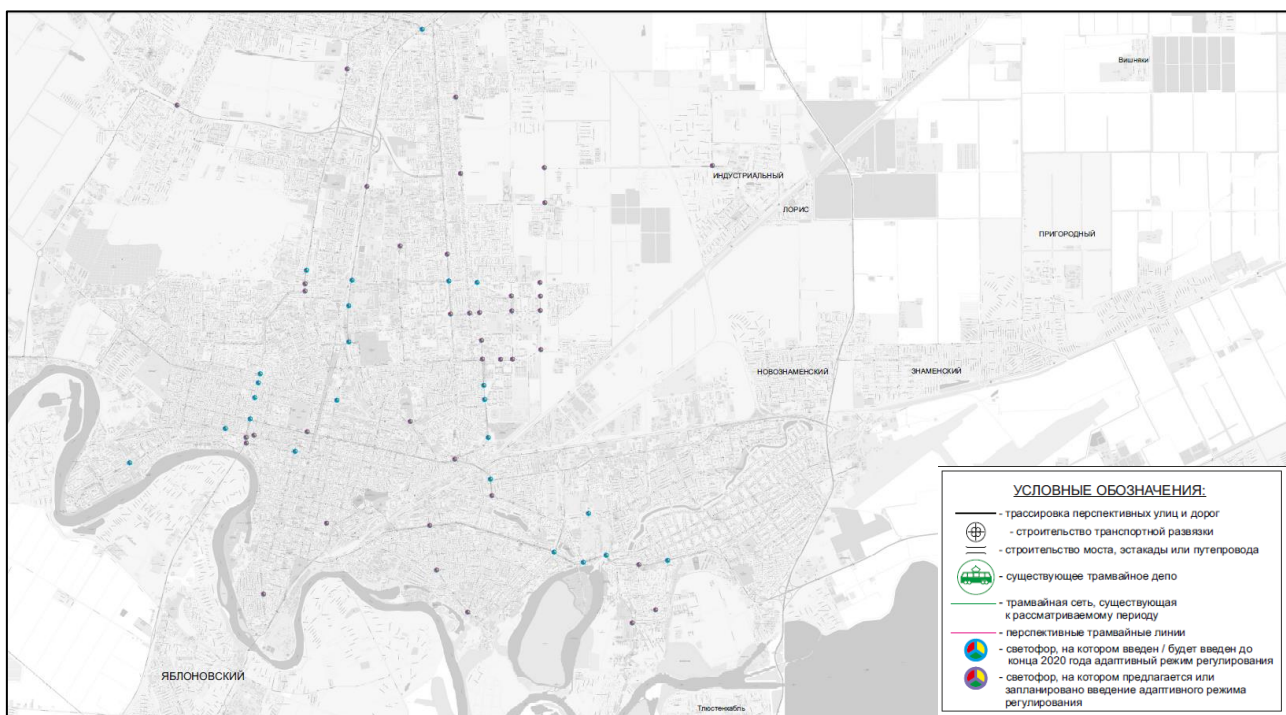 Вишняки
ИНДУСТРИАЛЬНЫЙ
ЛОРИС
ПРИГОРОДНЫЙ
НОВОЗНАМЕНСКИЙ
ЗНАМЕНСКИЙ
ЯБЛОНОВСКИЙ
Тлюстенхабль
УСЛОВНЫЕ ОБОЗНАЧЕНИЯ:
- трассировка перспективных улиц и дорог
- строительство транспортной развязки
- строительство моста, эстакады или путепровода
- существующее трамвайное депо
- трамвайная сеть, существующая
к рассматриваемому периоду
- перспективные трамвайные линии
- светофор, на котором введен / будет введен до
конца 2020 года адаптивный режим регулирования
- светофор, на котором предлагается или
запланировано введение адаптивного режима
регулирования